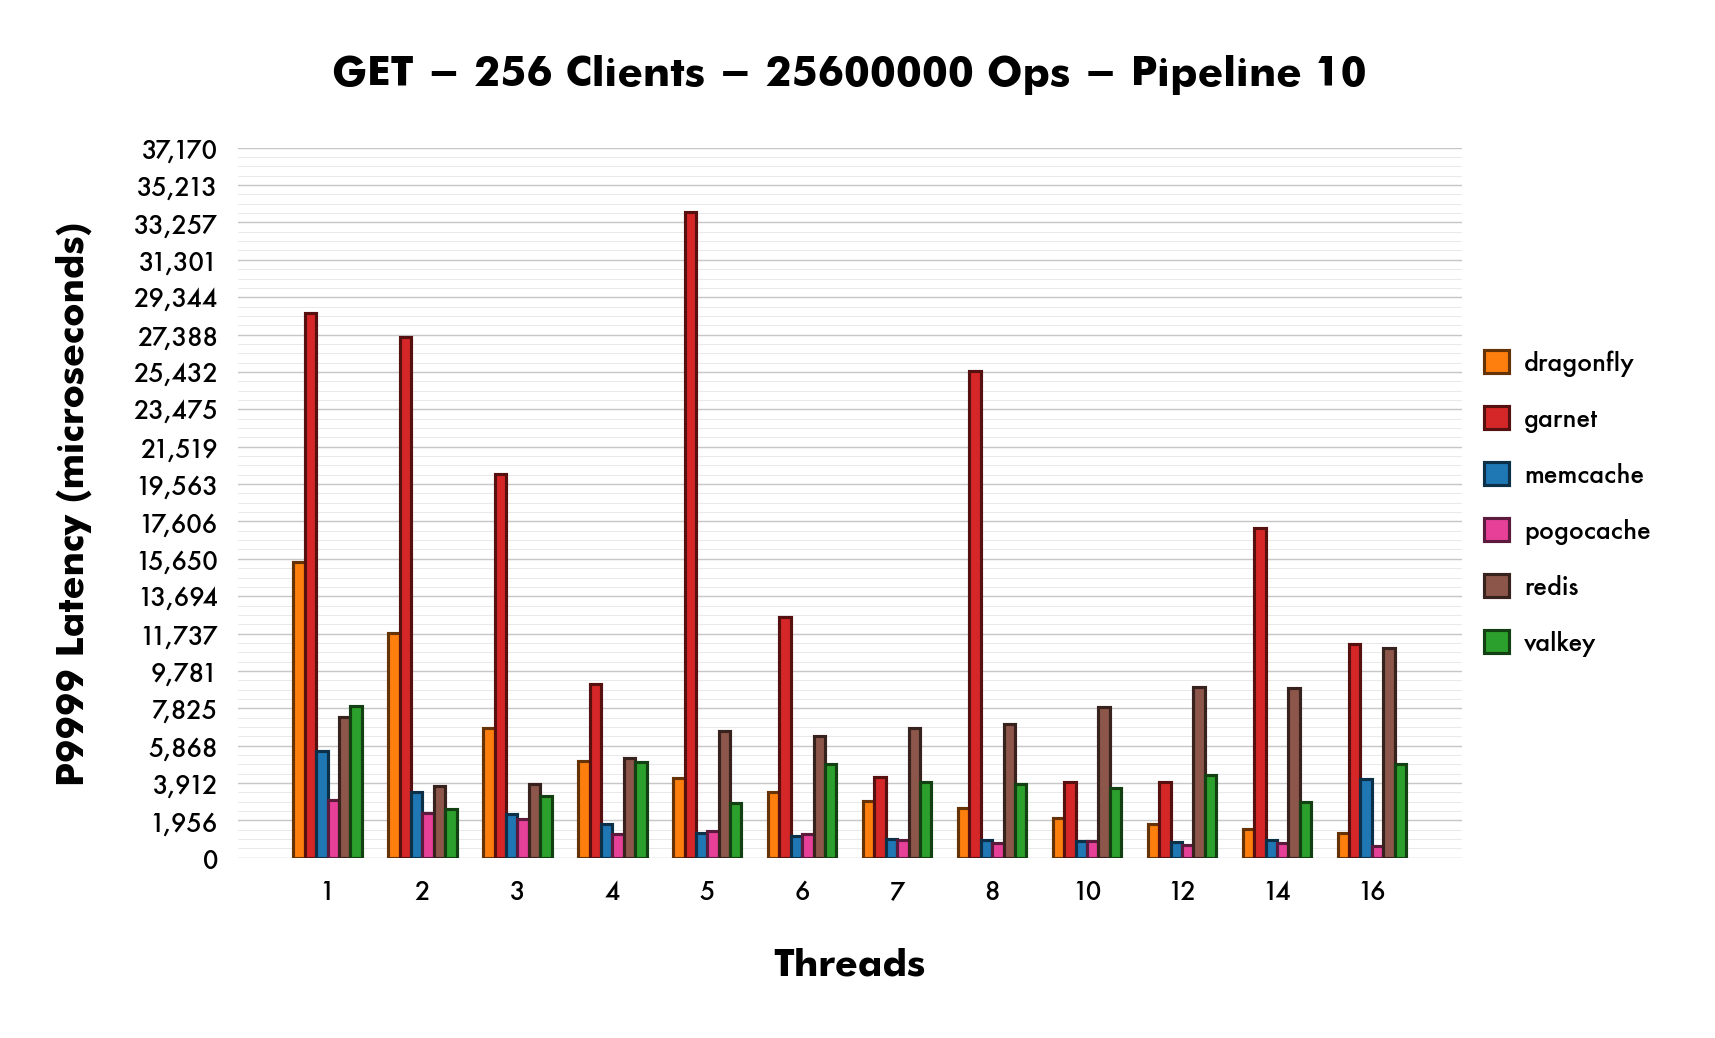 GET – 256 Clients – 25600000 Ops – Pipeline 10
P9999 Latency (microseconds)
37,170
35,213
33,257
31,301
29,344
27,388
25,432
23,475
21,519
19,563
17,606
15,650
13,694
11,737
9,781
7,825
5,868
3,912
1,956
0
1 2 3 4 5 6 7 8 10 12 14 16
Threads
dragonfly
garnet
memcache
pogocache
redis
valkey